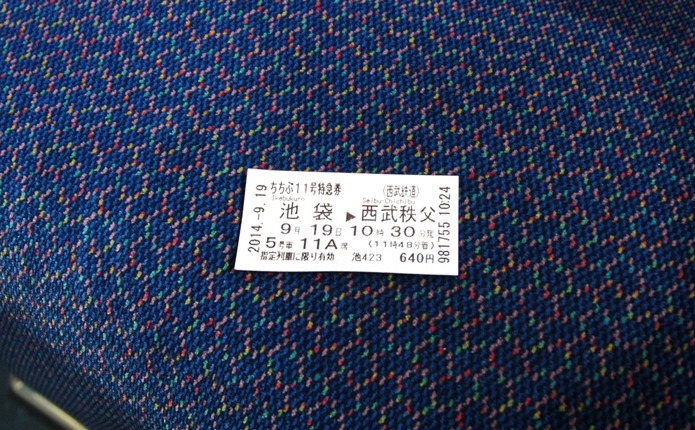 ちちぶ11号特急券 (西武鉄道)
Ikebukuro Seibu-Chichibu
池袋 ▶ 西武秩父
9月 19日 10時 30分発
5号車 11A席 (11時48分着)
指定列車に限り有効 池423 640円
2014.-9.19
981755 10:24